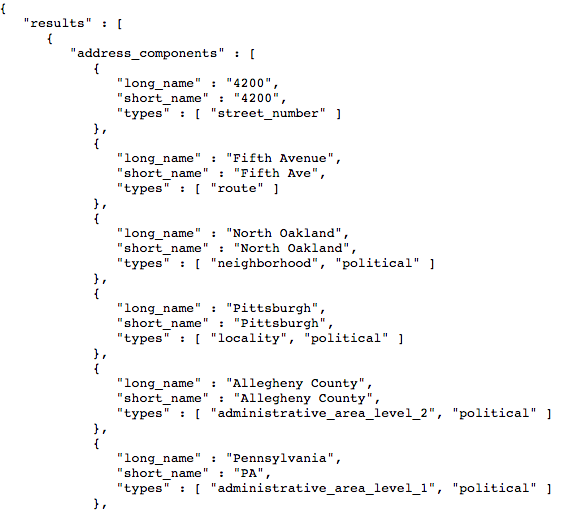 {
   "results" : [
      {
         "address_components" : [
            {
               "long_name" : "4200",
               "short_name" : "4200",
               "types" : [ "street_number" ]
            },
            {
               "long_name" : "Fifth Avenue",
               "short_name" : "Fifth Ave",
               "types" : [ "route" ]
            },
            {
               "long_name" : "North Oakland",
               "short_name" : "North Oakland",
               "types" : [ "neighborhood", "political" ]
            },
            {
               "long_name" : "Pittsburgh",
               "short_name" : "Pittsburgh",
               "types" : [ "locality", "political" ]
            },
            {
               "long_name" : "Allegheny County",
               "short_name" : "Allegheny County",
               "types" : [ "administrative_area_level_2", "political" ]
            },
            {
               "long_name" : "Pennsylvania",
               "short_name" : "PA",
               "types" : [ "administrative_area_level_1", "political" ]
            },